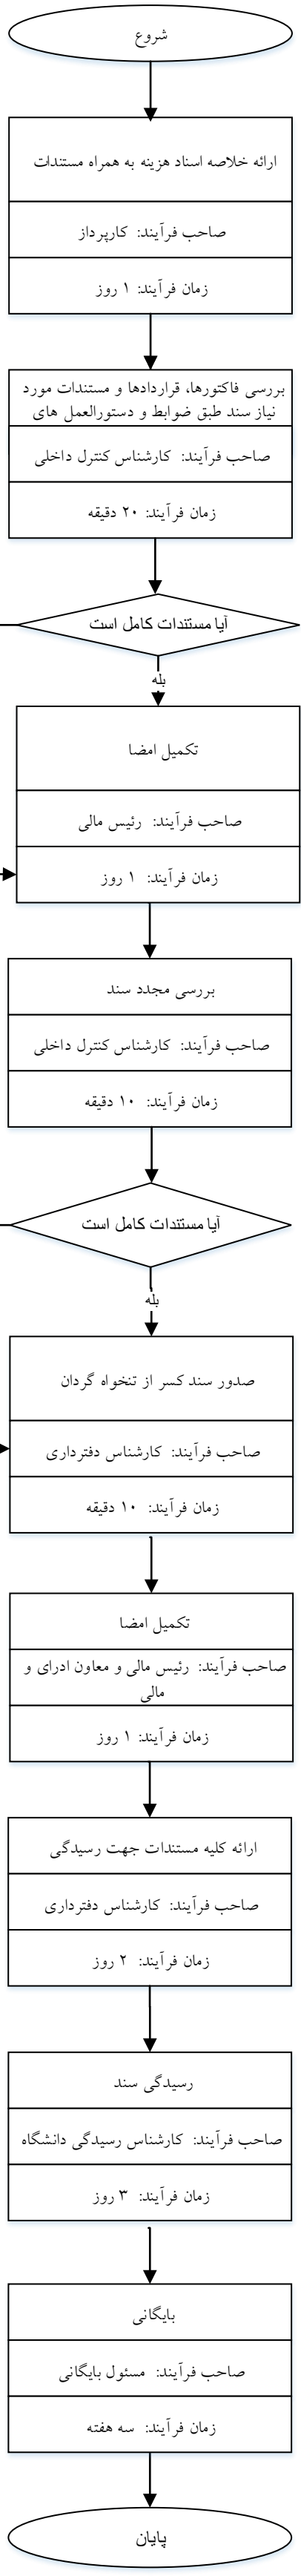 شروع
ارائه خلاصه اسناد هزینه به همراه مستندات
صاحب فرآیند: کارپرداز
زمان فرآیند: ۱ روز
بررسی فاکتورها، قراردادها و مستندات مورد
نیاز سند طبق ضوابط و دستورالعمل های
صاحب فرآیند: کارشناس کنترل داخلی
زمان فرآیند: ۲۰ دقیقه
آیا مستندات کامل است
بله
تکمیل امضا
صاحب فرآیند: رئیس مالی
زمان فرآیند: ۱ روز
بررسی مجدد سند
صاحب فرآیند: کارشناس کنترل داخلی
زمان فرآیند: ۱۰ دقیقه
آیا مستندات کامل است
بله
صدور سند کسر از تنخواه گردان
صاحب فرآیند: کارشناس دفترداری
زمان فرآیند: ۱۰ دقیقه
تکمیل امضا
صاحب فرآیند: رئیس مالی و معاون ادرای و
مالی
زمان فرآیند: ۱ روز
ارائه کلیه مستندات جهت رسیدگی
صاحب فرآیند: کارشناس دفترداری
زمان فرآیند: ۲ روز
رسیدگی سند
صاحب فرآیند: کارشناس رسیدگی دانشگاه
زمان فرآیند: ۳ روز
بایگانی
صاحب فرآیند: مسئول بایگانی
زمان فرآیند: سه هفته
پایان